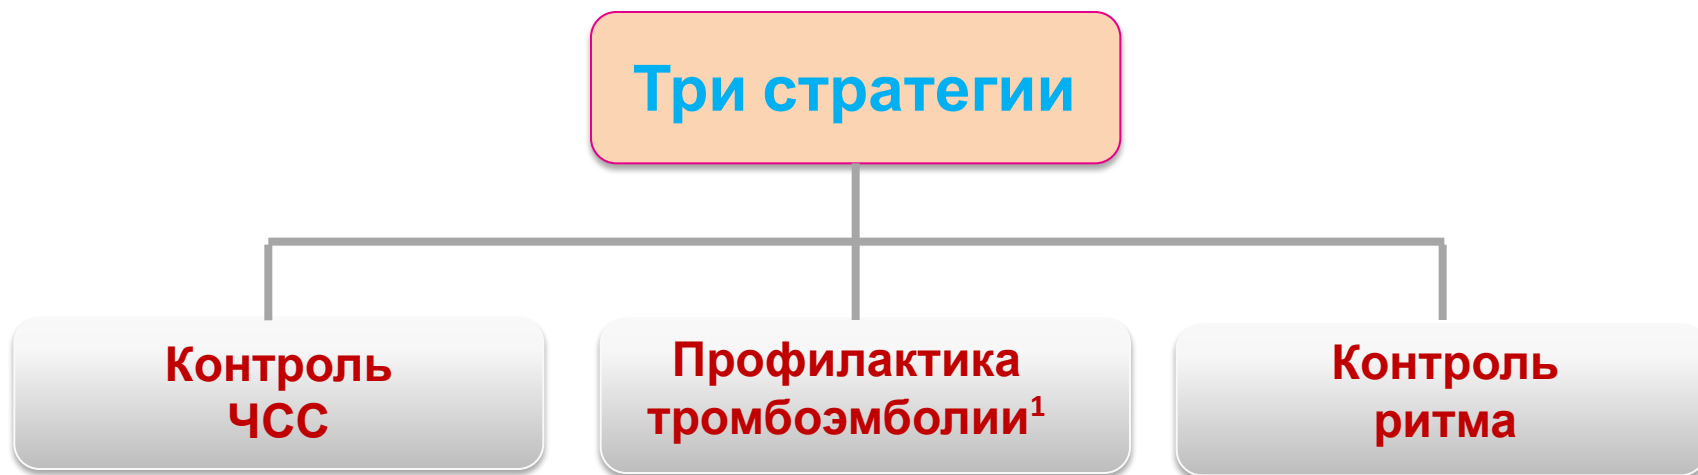 Три стратегии
Контроль
ЧСС
Профилактика
тромбоэмболии¹
Контроль
ритма